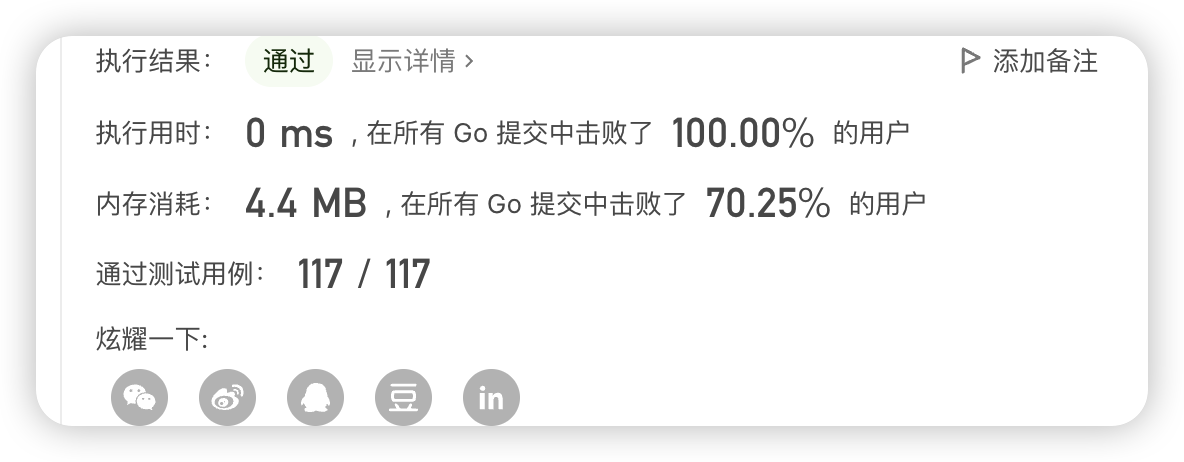 执行结果： 通过 显示详情 › 添加备注
执行用时： 0 ms , 在所有 Go 提交中击败了 100.00% 的用户
内存消耗： 4.4 MB , 在所有 Go 提交中击败了 70.25% 的用户
通过测试用例： 117 / 117
炫耀一下:
豆 in